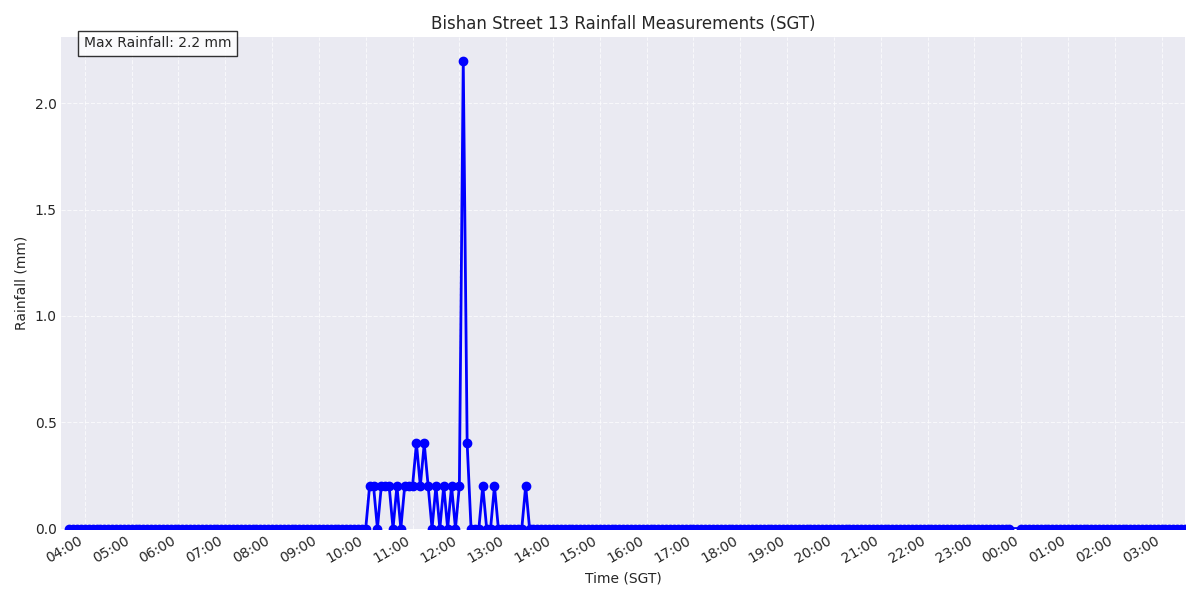 Bishan Street 13 Rainfall Measurements (SGT)
Max Rainfall: 2.2 mm
Rainfall (mm)
2.0
1.5
1.0
0.5
0.0
04:00 05:00 06:00 07:00 08:00 09:00 10:00 11:00 12:00 13:00 14:00 15:00 16:00 17:00 18:00 19:00 20:00 21:00 22:00 23:00 00:00 01:00 02:00 03:00
Time (SGT)